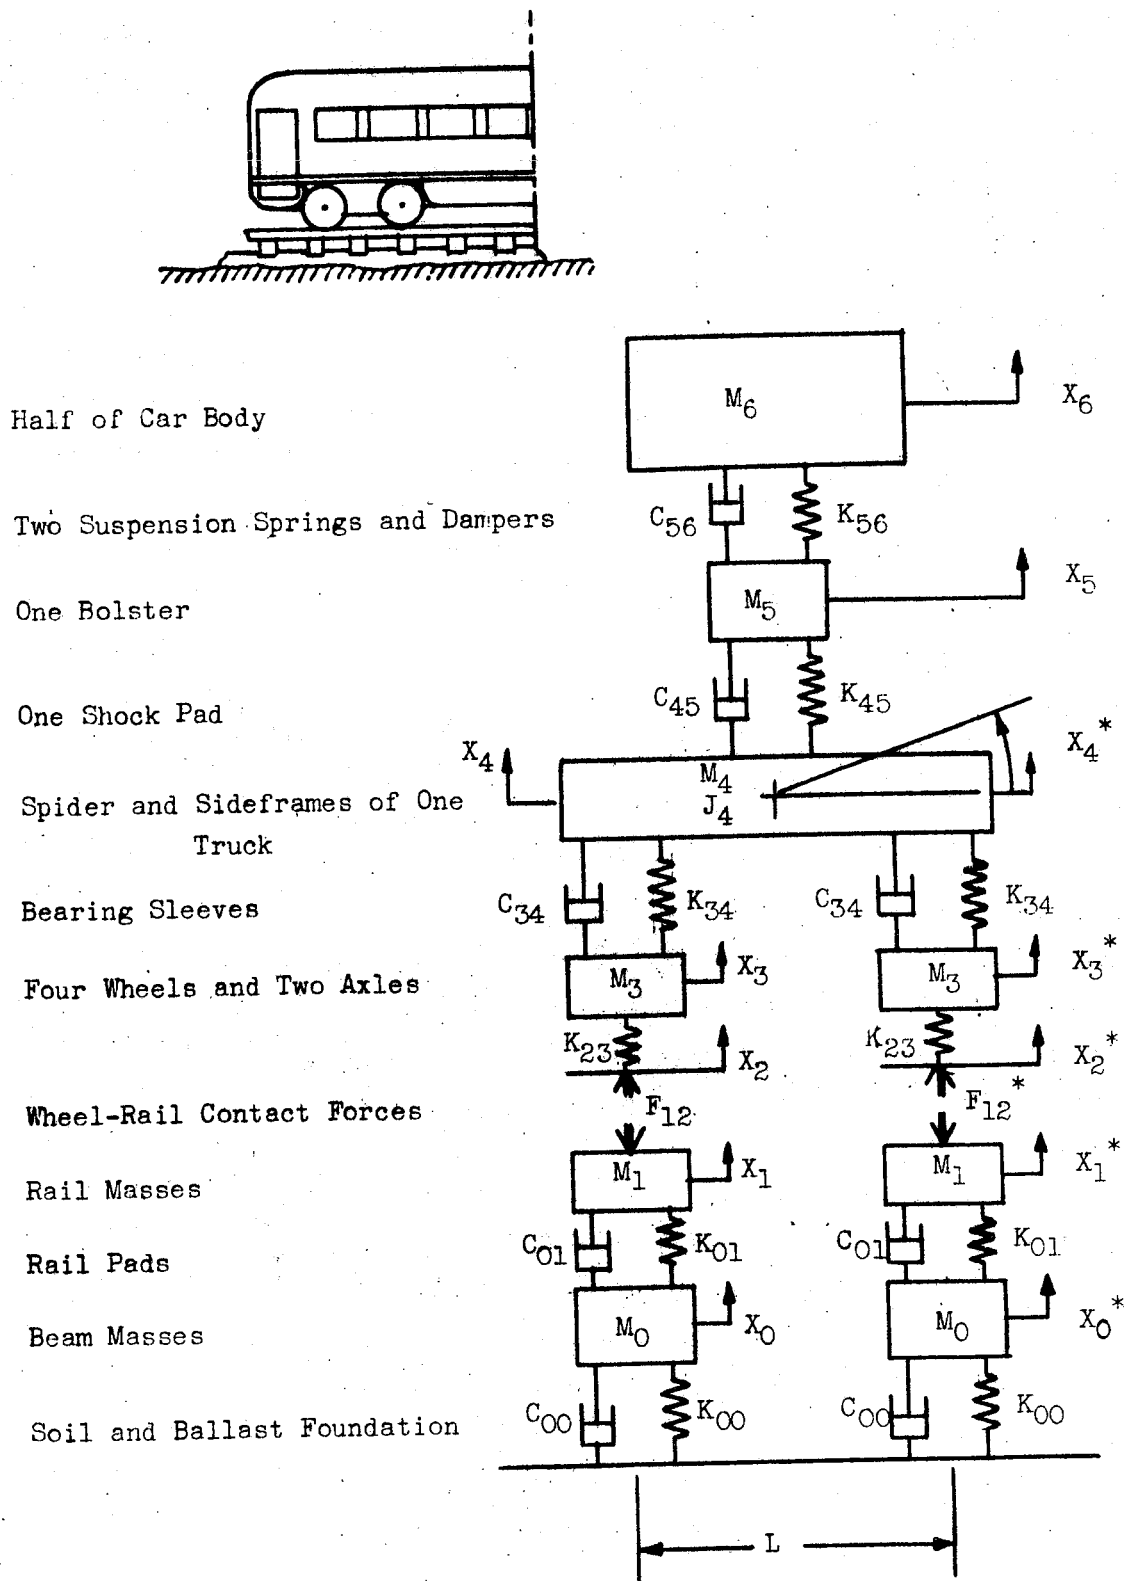 Half of Car Body
M6
X6
Two Suspension Springs and Dampers
C56
K56
One Bolster
M5
X5
One Shock Pad
C45
K45
X4
X4*
Spider and Sideframes of One
Truck
M4
J4
Bearing Sleeves
C34
K34
C34
K34
Four Wheels and Two Axles
M3
X3
M3
X3*
K23
X2
K23
X2*
Wheel-Rail Contact Forces
F12
F12*
Rail Masses
M1
X1
M1
X1*
Rail Pads
C01
K01
C01
K01
Beam Masses
M0
X0
M0
X0*
Soil and Ballast Foundation
C00
K00
C00
K00
L